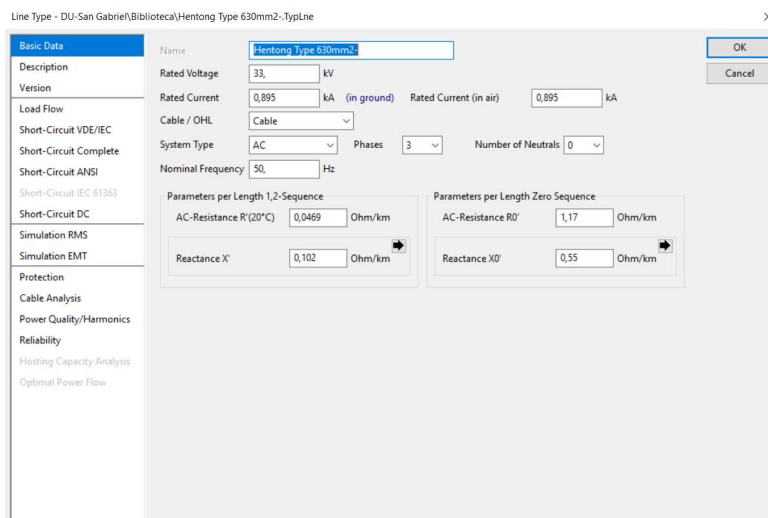 Line Type - DU-San Gabriel\Biblioteca\Hentong Type 630mm2-.TypLne
Basic Data
Description
Version
Load Flow
Short-Circuit VDE/IEC
Short-Circuit Complete
Short-Circuit ANSI
Short-Circuit IEC 61363
Short-Circuit DC
Simulation RMS
Simulation EMT
Protection
Cable Analysis
Power Quality/Harmonics
Reliability
Hosting Capacity Analysis
Optimal Power Flow
Name Hentong Type 630mm2-
Rated Voltage 33, kV
Rated Current 0,895 kA (in ground) Rated Current (in air) 0,895 kA
Cable / OHL Cable
System Type AC Phases 3 Number of Neutrals 0
Nominal Frequency 50, Hz
Parameters per Length 1,2-Sequence
AC-Resistance R'(20°C) 0,0469 Ohm/km
Reactance X' 0,102 Ohm/km
Parameters per Length Zero Sequence
AC-Resistance R0' 1,17 Ohm/km
Reactance X0' 0,55 Ohm/km
OK
Cancel